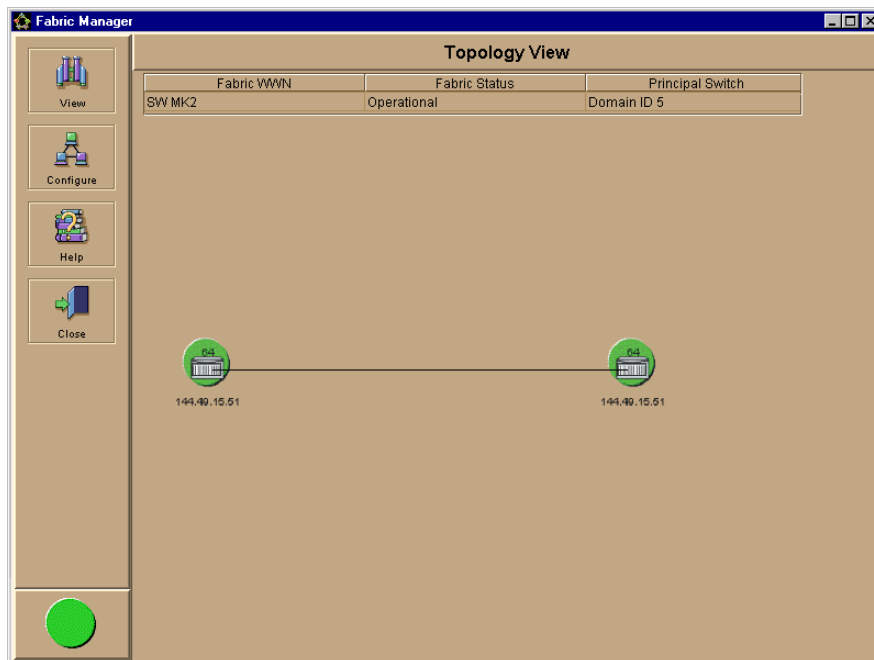 Fabric Manager
Topology View
Fabric WWN Fabric Status Principal Switch
SW MK2 Operational Domain ID 5
View
Configure
Help
Close
64 64
144.49.15.51 144.49.15.51